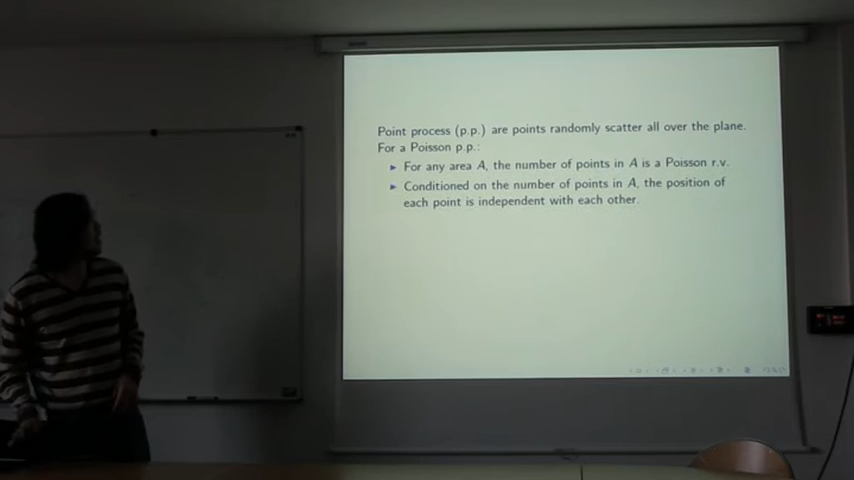 Point process (p.p.) are points randomly scatter all over the plane.
For a Poisson p.p.:
► For any area A, the number of points in A is a Poisson r.v.
► Conditioned on the number of points in A, the position of
each point is independent with each other.